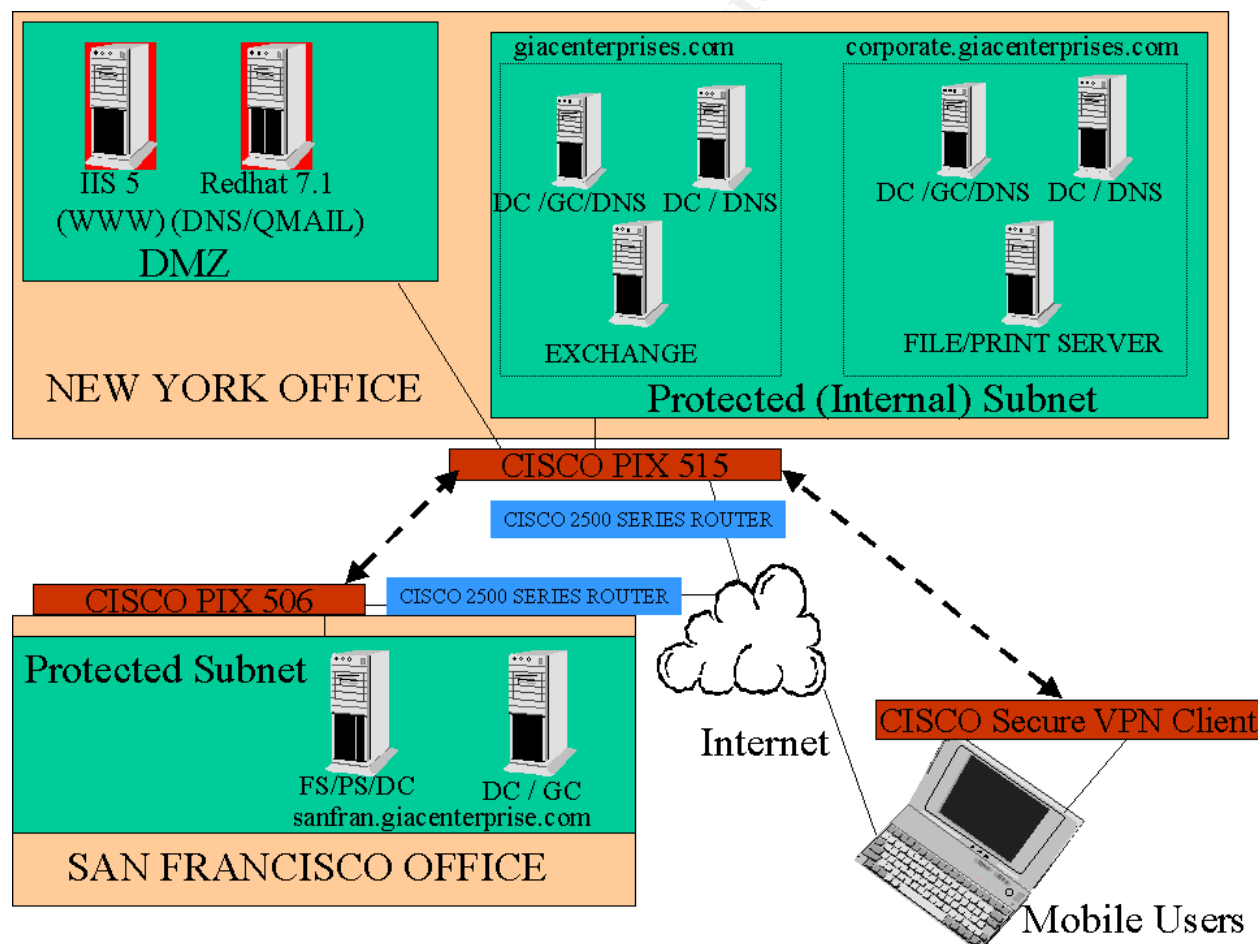 giacenterprises.com
corporate.giacenterprises.com
IIS 5
(WWW)
Redhat 7.1
(DNS/QMAIL)
DMZ
DC /GC/DNS
DC / DNS
EXCHANGE
DC /GC/DNS
DC / DNS
FILE/PRINT SERVER
NEW YORK OFFICE
Protected (Internal) Subnet
CISCO PIX 515
CISCO 2500 SERIES ROUTER
CISCO PIX 506
CISCO 2500 SERIES ROUTER
Protected Subnet
FS/PS/DC
DC / GC
sanfran.giacenterprise.com
SAN FRANCISCO OFFICE
Internet
CISCO Secure VPN Client
Mobile Users